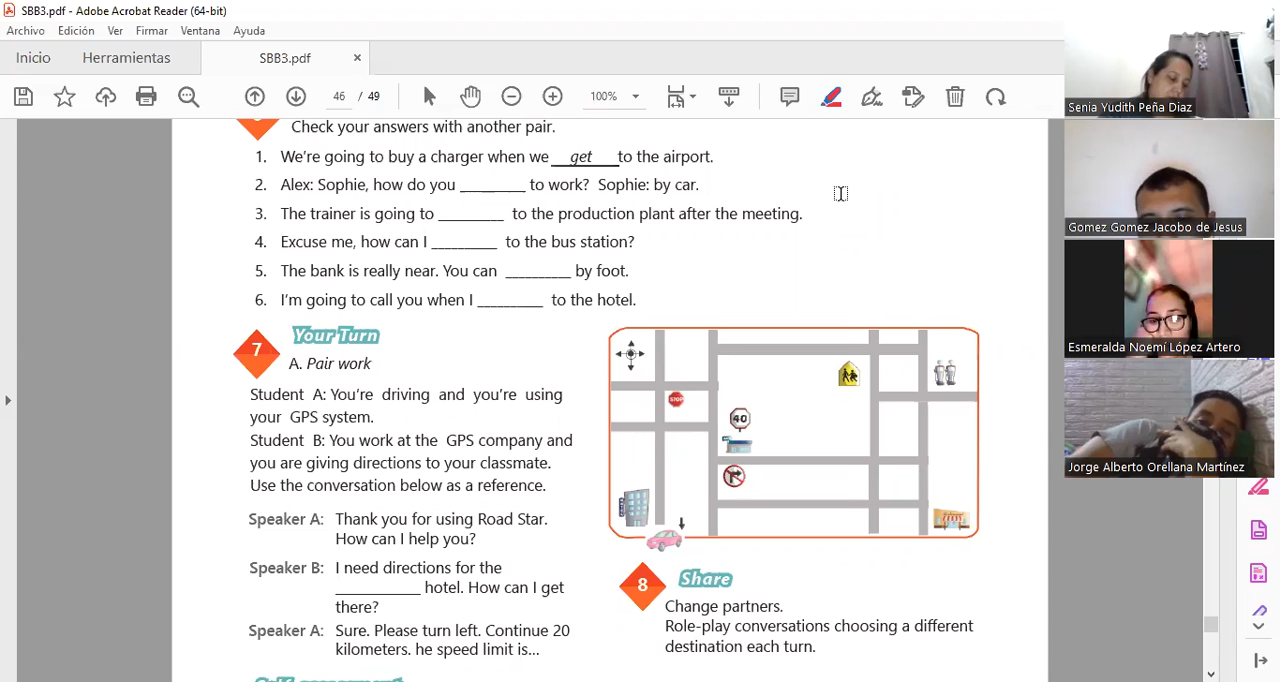 SBB3.pdf - Adobe Acrobat Reader (64-bit)
Archivo Edición Ver Firmar Ventana Ayuda
Inicio Herramientas SBB3.pdf ×
46 / 49 100%
Check your answers with another pair.
1. We're going to buy a charger when we __get__ to the airport.
2. Alex: Sophie, how do you ________ to work? Sophie: by car.
3. The trainer is going to ________ to the production plant after the meeting.
4. Excuse me, how can I ________ to the bus station?
5. The bank is really near. You can ________ by foot.
6. I'm going to call you when I ________ to the hotel.
7 Your Turn
A. Pair work
Student A: You're driving and you're using
your GPS system.
Student B: You work at the GPS company and
you are giving directions to your classmate.
Use the conversation below as a reference.
Speaker A: Thank you for using Road Star.
How can I help you?
Speaker B: I need directions for the
__________ hotel. How can I get
there?
Speaker A: Sure. Please turn left. Continue 20
kilometers. he speed limit is...
STOP
40
8 Share
Change partners.
Role-play conversations choosing a different
destination each turn.
Senia Yudith Peña Diaz
Gomez Gomez Jacobo de Jesus
Esmeralda Noemí López Artero
Jorge Alberto Orellana Martínez